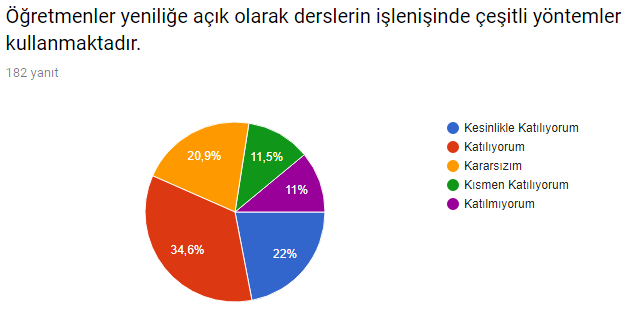 Öğretmenler yeniliğe açık olarak derslerin işlenişinde çeşitli yöntemler
kullanmaktadır.
182 yanıt
Kesinlikle Katılıyorum
Katılıyorum
Kararsızım
Kısmen Katılıyorum
Katılmıyorum
20,9%
11,5%
11%
34,6%
22%